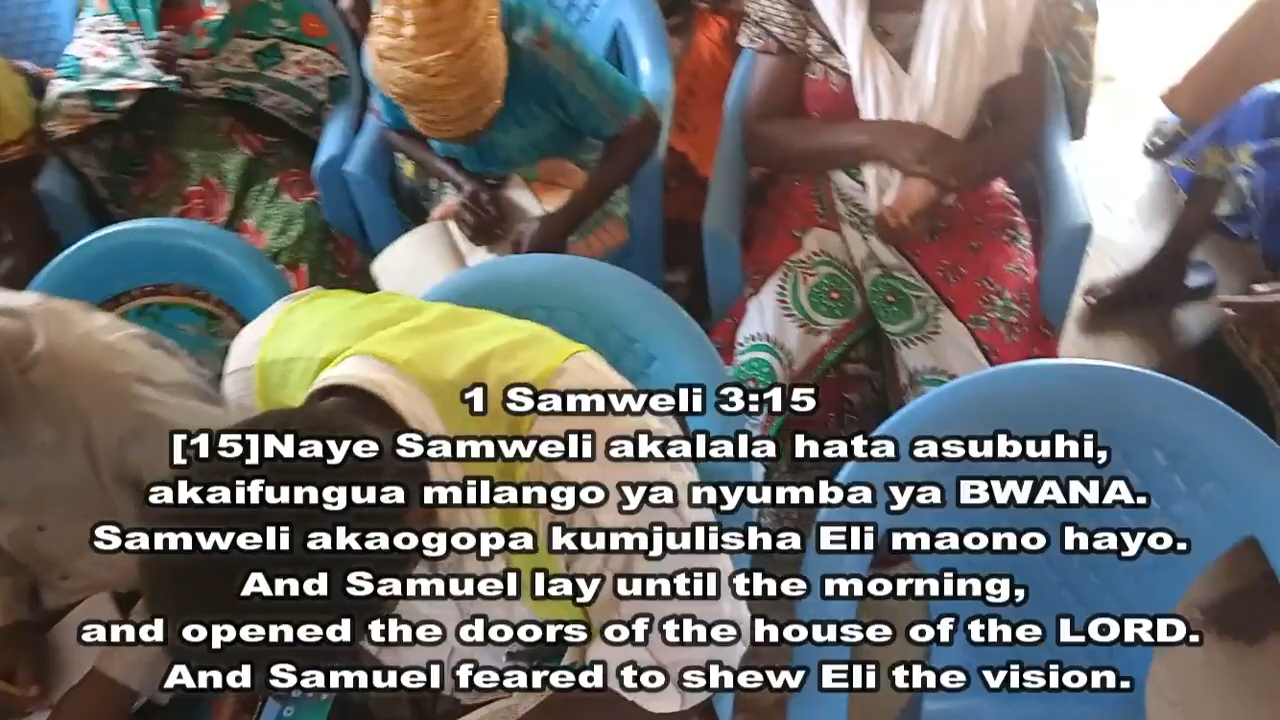 1 Samweli 3:15
[15]Naye Samweli akalala hata asubuhi,
akaifungua milango ya nyumba ya BWANA.
Samweli akaogopa kumjulisha Eli maono hayo.
And Samuel lay until the morning,
and opened the doors of the house of the LORD.
And Samuel feared to shew Eli the vision.